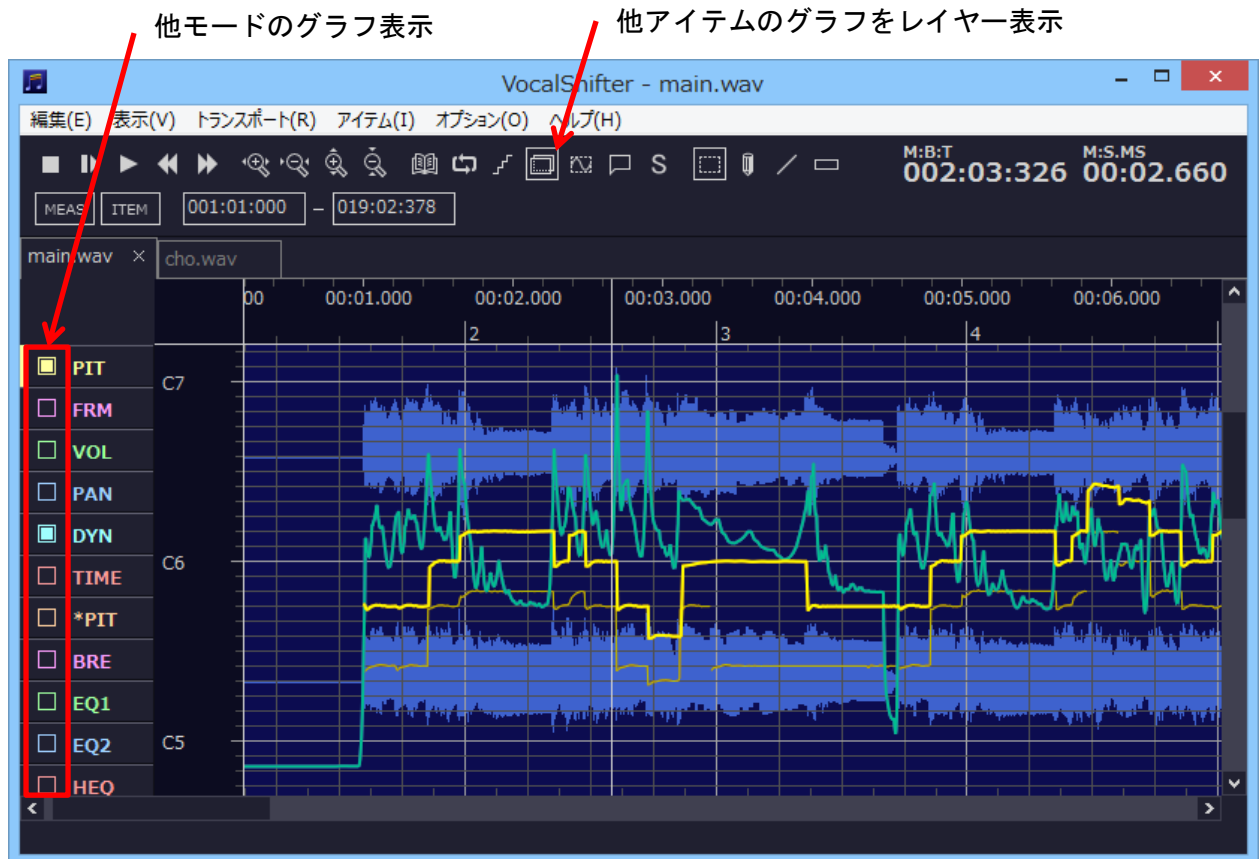 他モードのグラフ表示
他アイテムのグラフをレイヤー表示
VocalShifter - main.wav
編集(E) 表示(V) トランスポート(R) アイテム(I) オプション(O) ヘルプ(H)
S
M:B:T
002:03:326
M:S.MS
00:02.660
MEAS ITEM 001:01:000 – 019:02:378
main.wav × cho.wav
00 00:01.000 00:02.000 00:03.000 00:04.000 00:05.000 00:06.000
2 3 4
PIT
C7
FRM
VOL
PAN
DYN
C6
TIME
*PIT
BRE
EQ1
EQ2
C5
HEQ